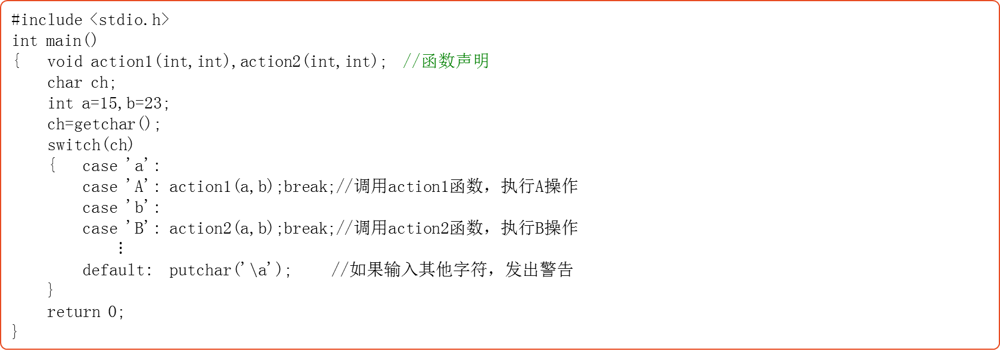 #include <stdio.h>
int main()
{   void action1(int,int),action2(int,int);  //函数声明
    char ch;
    int a=15,b=23;
    ch=getchar();
    switch(ch)
    {   case 'a':
        case 'A': action1(a,b);break;//调用action1函数，执行A操作
        case 'b':
        case 'B': action2(a,b);break;//调用action2函数，执行B操作
            ⋮
        default:  putchar('\a');     //如果输入其他字符，发出警告
    }
    return 0;
}